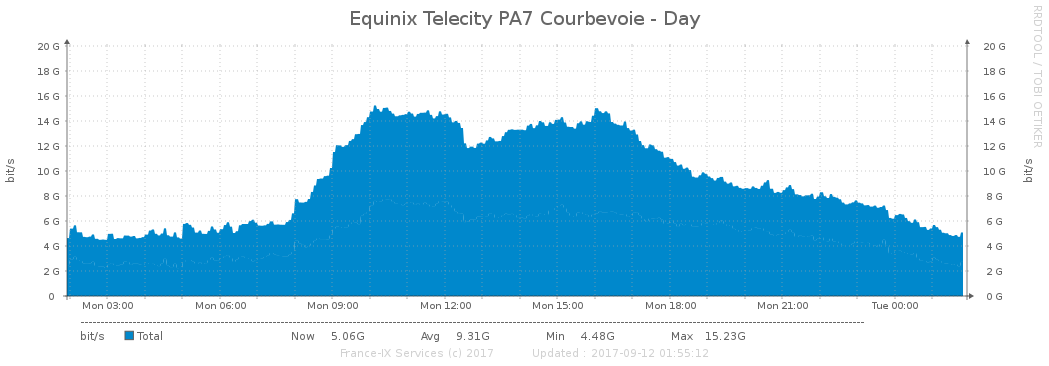 Equinix Telecity PA7 Courbevoie - Day
RRDTOOL / TOBI OETIKER
bit/s
20 G
18 G
16 G
14 G
12 G
10 G
8 G
6 G
4 G
2 G
0
20 G
18 G
16 G
14 G
12 G
10 G
8 G
6 G
4 G
2 G
0 G
bit/s
Mon 03:00 Mon 06:00 Mon 09:00 Mon 12:00 Mon 15:00 Mon 18:00 Mon 21:00 Tue 00:00
bit/s Total Now 5.06G Avg 9.31G Min 4.48G Max 15.23G
France-IX Services (c) 2017 Updated : 2017-09-12 01:55:12